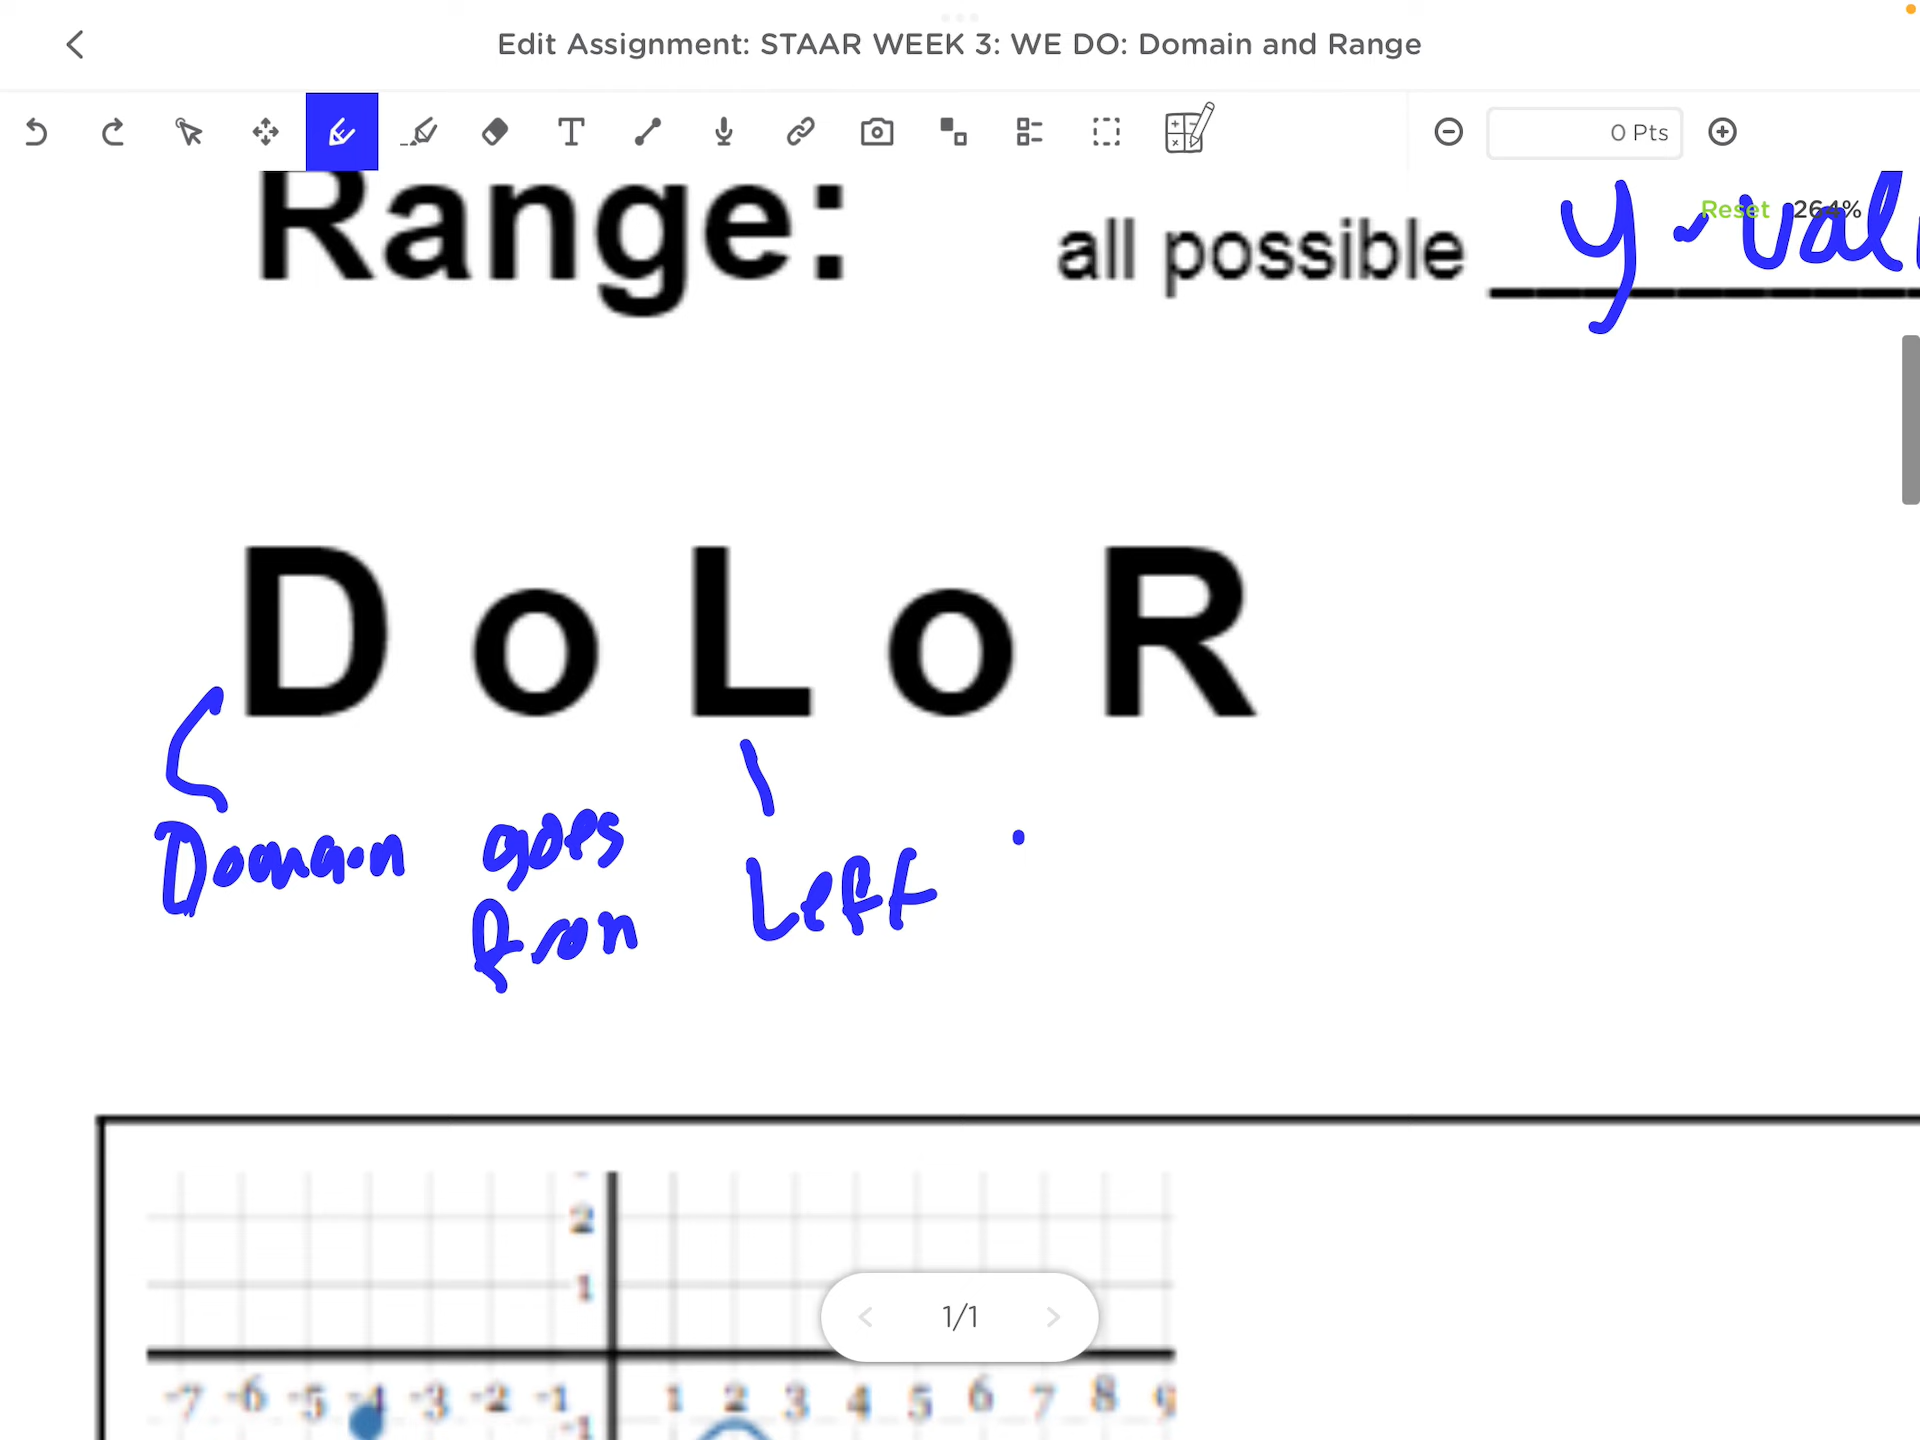 Edit Assignment: STAAR WEEK 3: WE DO: Domain and Range
0 Pts
Reset 264%
Range: all possible y-val
D o L o R
Domain goes Left
from
2
1
1/1
-7 -6 -5 -4 -3 -2 -1 1 2 3 4 5 6 7 8 9
-1